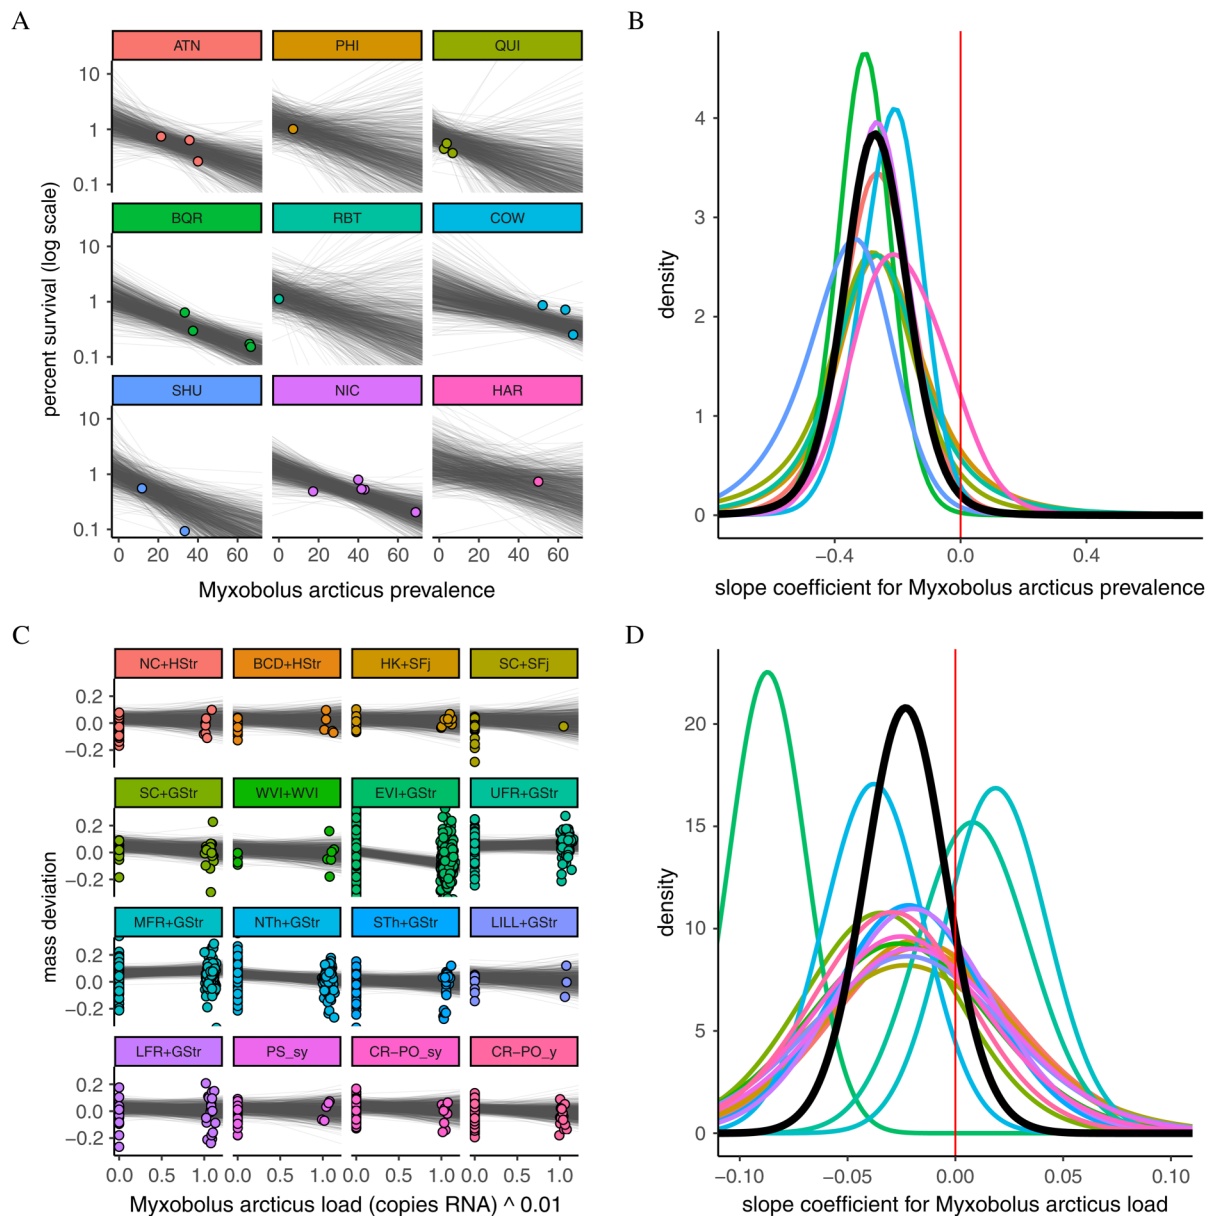 A
ATN PHI QUI
10
1
0.1
BQR RBT COW
10
1
0.1
SHU NIC HAR
10
1
0.1
0 20 40 60 0 20 40 60 0 20 40 60
percent survival (log scale)
Myxobolus arcticus prevalence
B
4
3
2
1
0
density
−0.4 0.0 0.4
slope coefficient for Myxobolus arcticus prevalence
C
NC+HStr BCD+HStr HK+SFj SC+SFj
0.2
0.0
−0.2
SC+GStr WVI+WVI EVI+GStr UFR+GStr
0.2
0.0
−0.2
MFR+GStr NTh+GStr STh+GStr LILL+GStr
0.2
0.0
−0.2
LFR+GStr PS_sy CR−PO_sy CR−PO_y
0.2
0.0
−0.2
0.0 0.5 1.0 0.0 0.5 1.0 0.0 0.5 1.0 0.0 0.5 1.0
mass deviation
Myxobolus arcticus load (copies RNA) ^ 0.01
D
20
15
10
5
0
density
−0.10 −0.05 0.00 0.05 0.10
slope coefficient for Myxobolus arcticus load